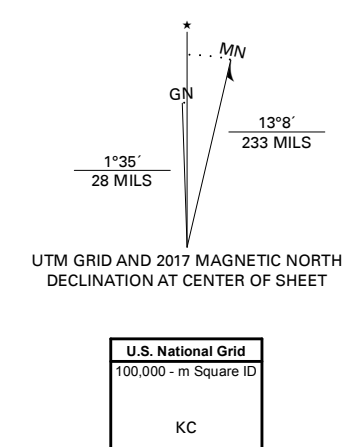 ★
MN
GN
13°8´
233 MILS
1°35´
28 MILS
UTM GRID AND 2017 MAGNETIC NORTH
DECLINATION AT CENTER OF SHEET
U.S. National Grid
100,000 - m Square ID
KC